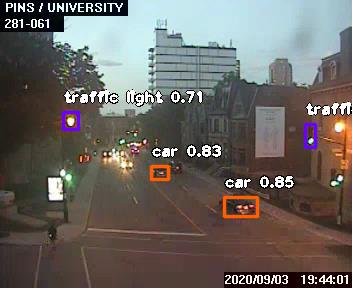 PINS / UNIVERSITY
281-061
traffic light 0.71
traffi
car 0.83
car 0.85
2020/09/03 19:44:01